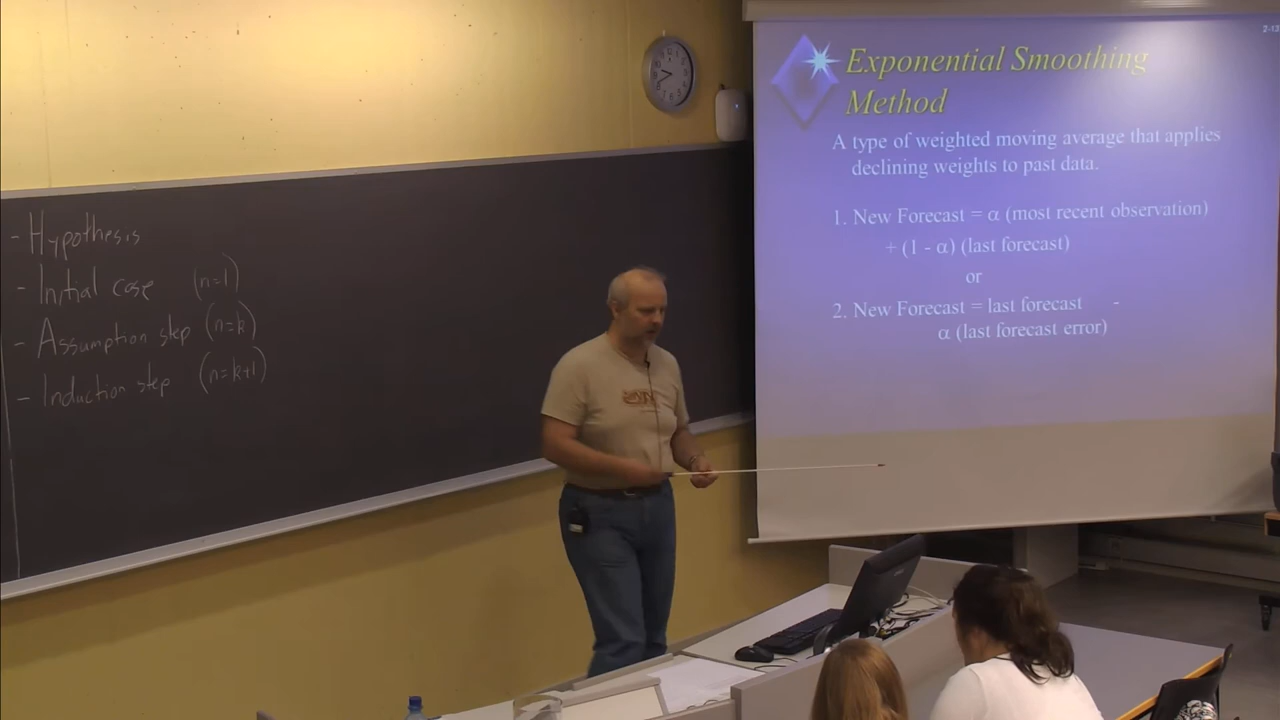 - Hypothesis
- Initial case (n=1)
- Assumption step (n=k)
- Induction step (n=k+1)
Exponential Smoothing
Method
A type of weighted moving average that applies
declining weights to past data.
1. New Forecast = α (most recent observation)
+ (1 - α) (last forecast)
or
2. New Forecast = last forecast -
α (last forecast error)